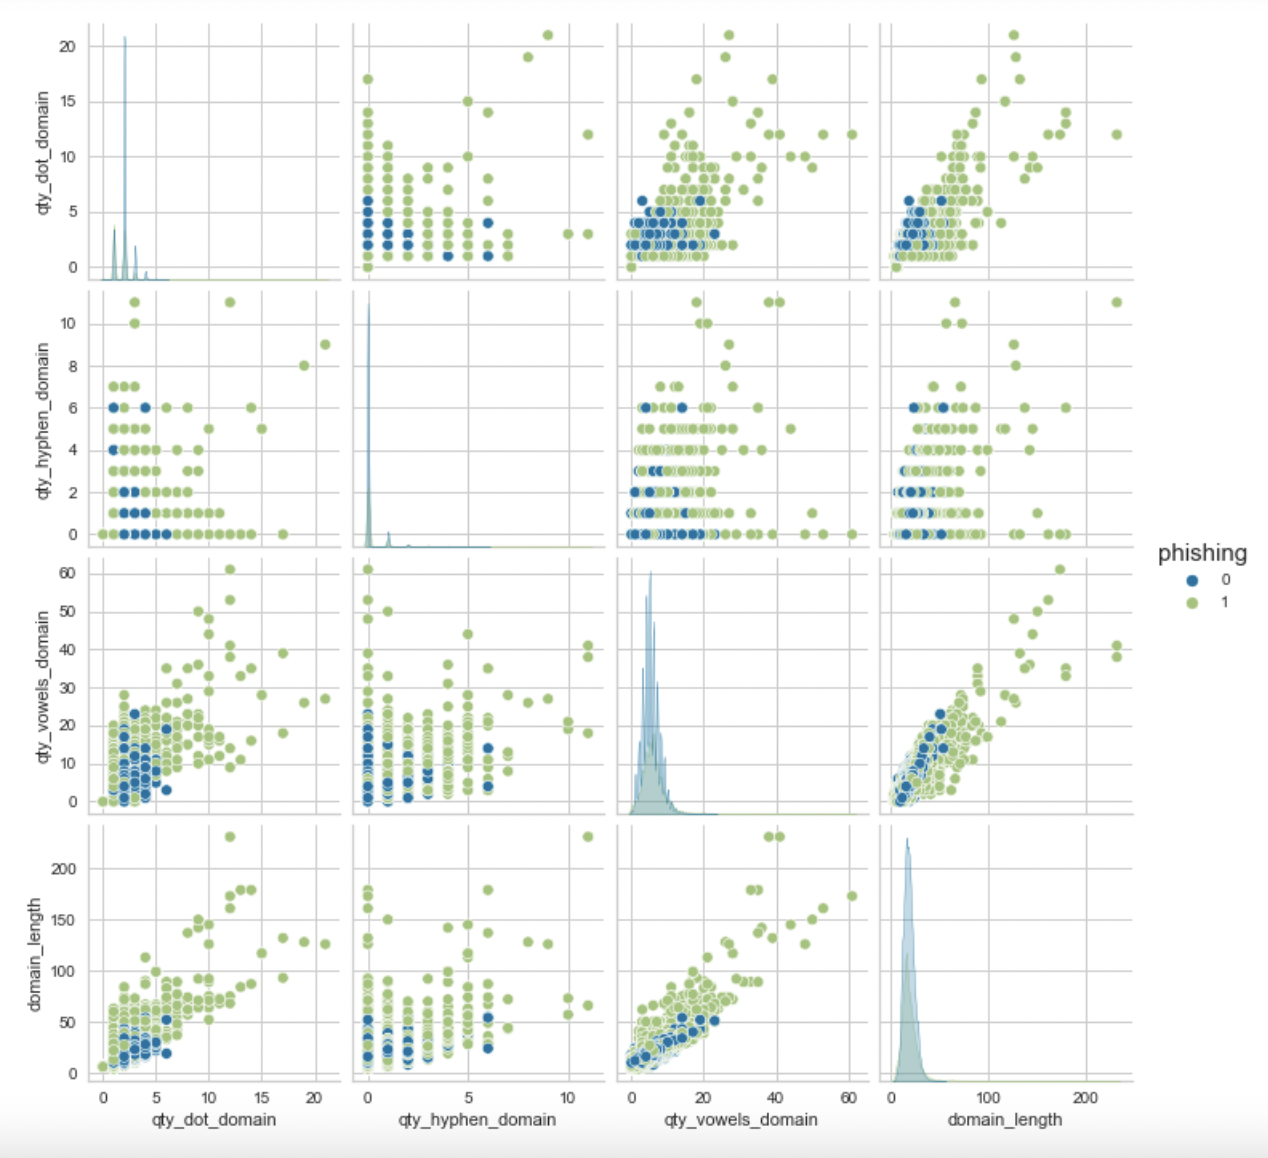 20
15
10
5
0
qty_dot_domain
10
8
6
4
2
0
qty_hyphen_domain
60
50
40
30
20
10
0
qty_vowels_domain
200
150
100
50
0
domain_length
0 5 10 15 20
qty_dot_domain
0 5 10
qty_hyphen_domain
0 20 40 60
qty_vowels_domain
0 100 200
domain_length
phishing
0
1